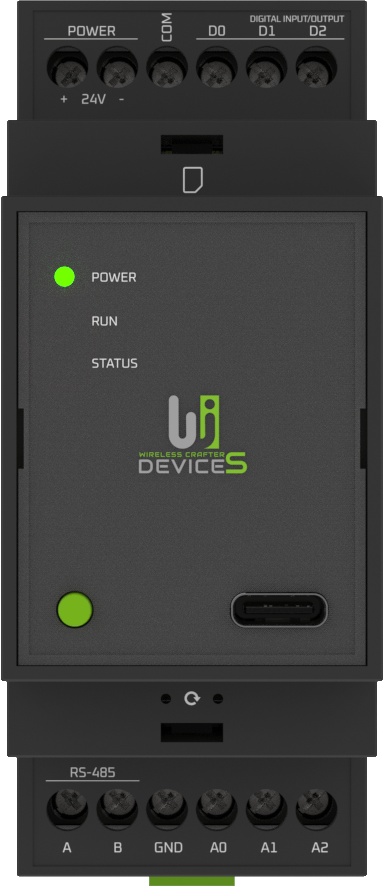 POWER
COM
DIGITAL INPUT/OUTPUT
D0 D1 D2
+ 24V -
POWER
RUN
STATUS
WIRELESS CRAFTER
DEVICES
RS-485
A B GND A0 A1 A2